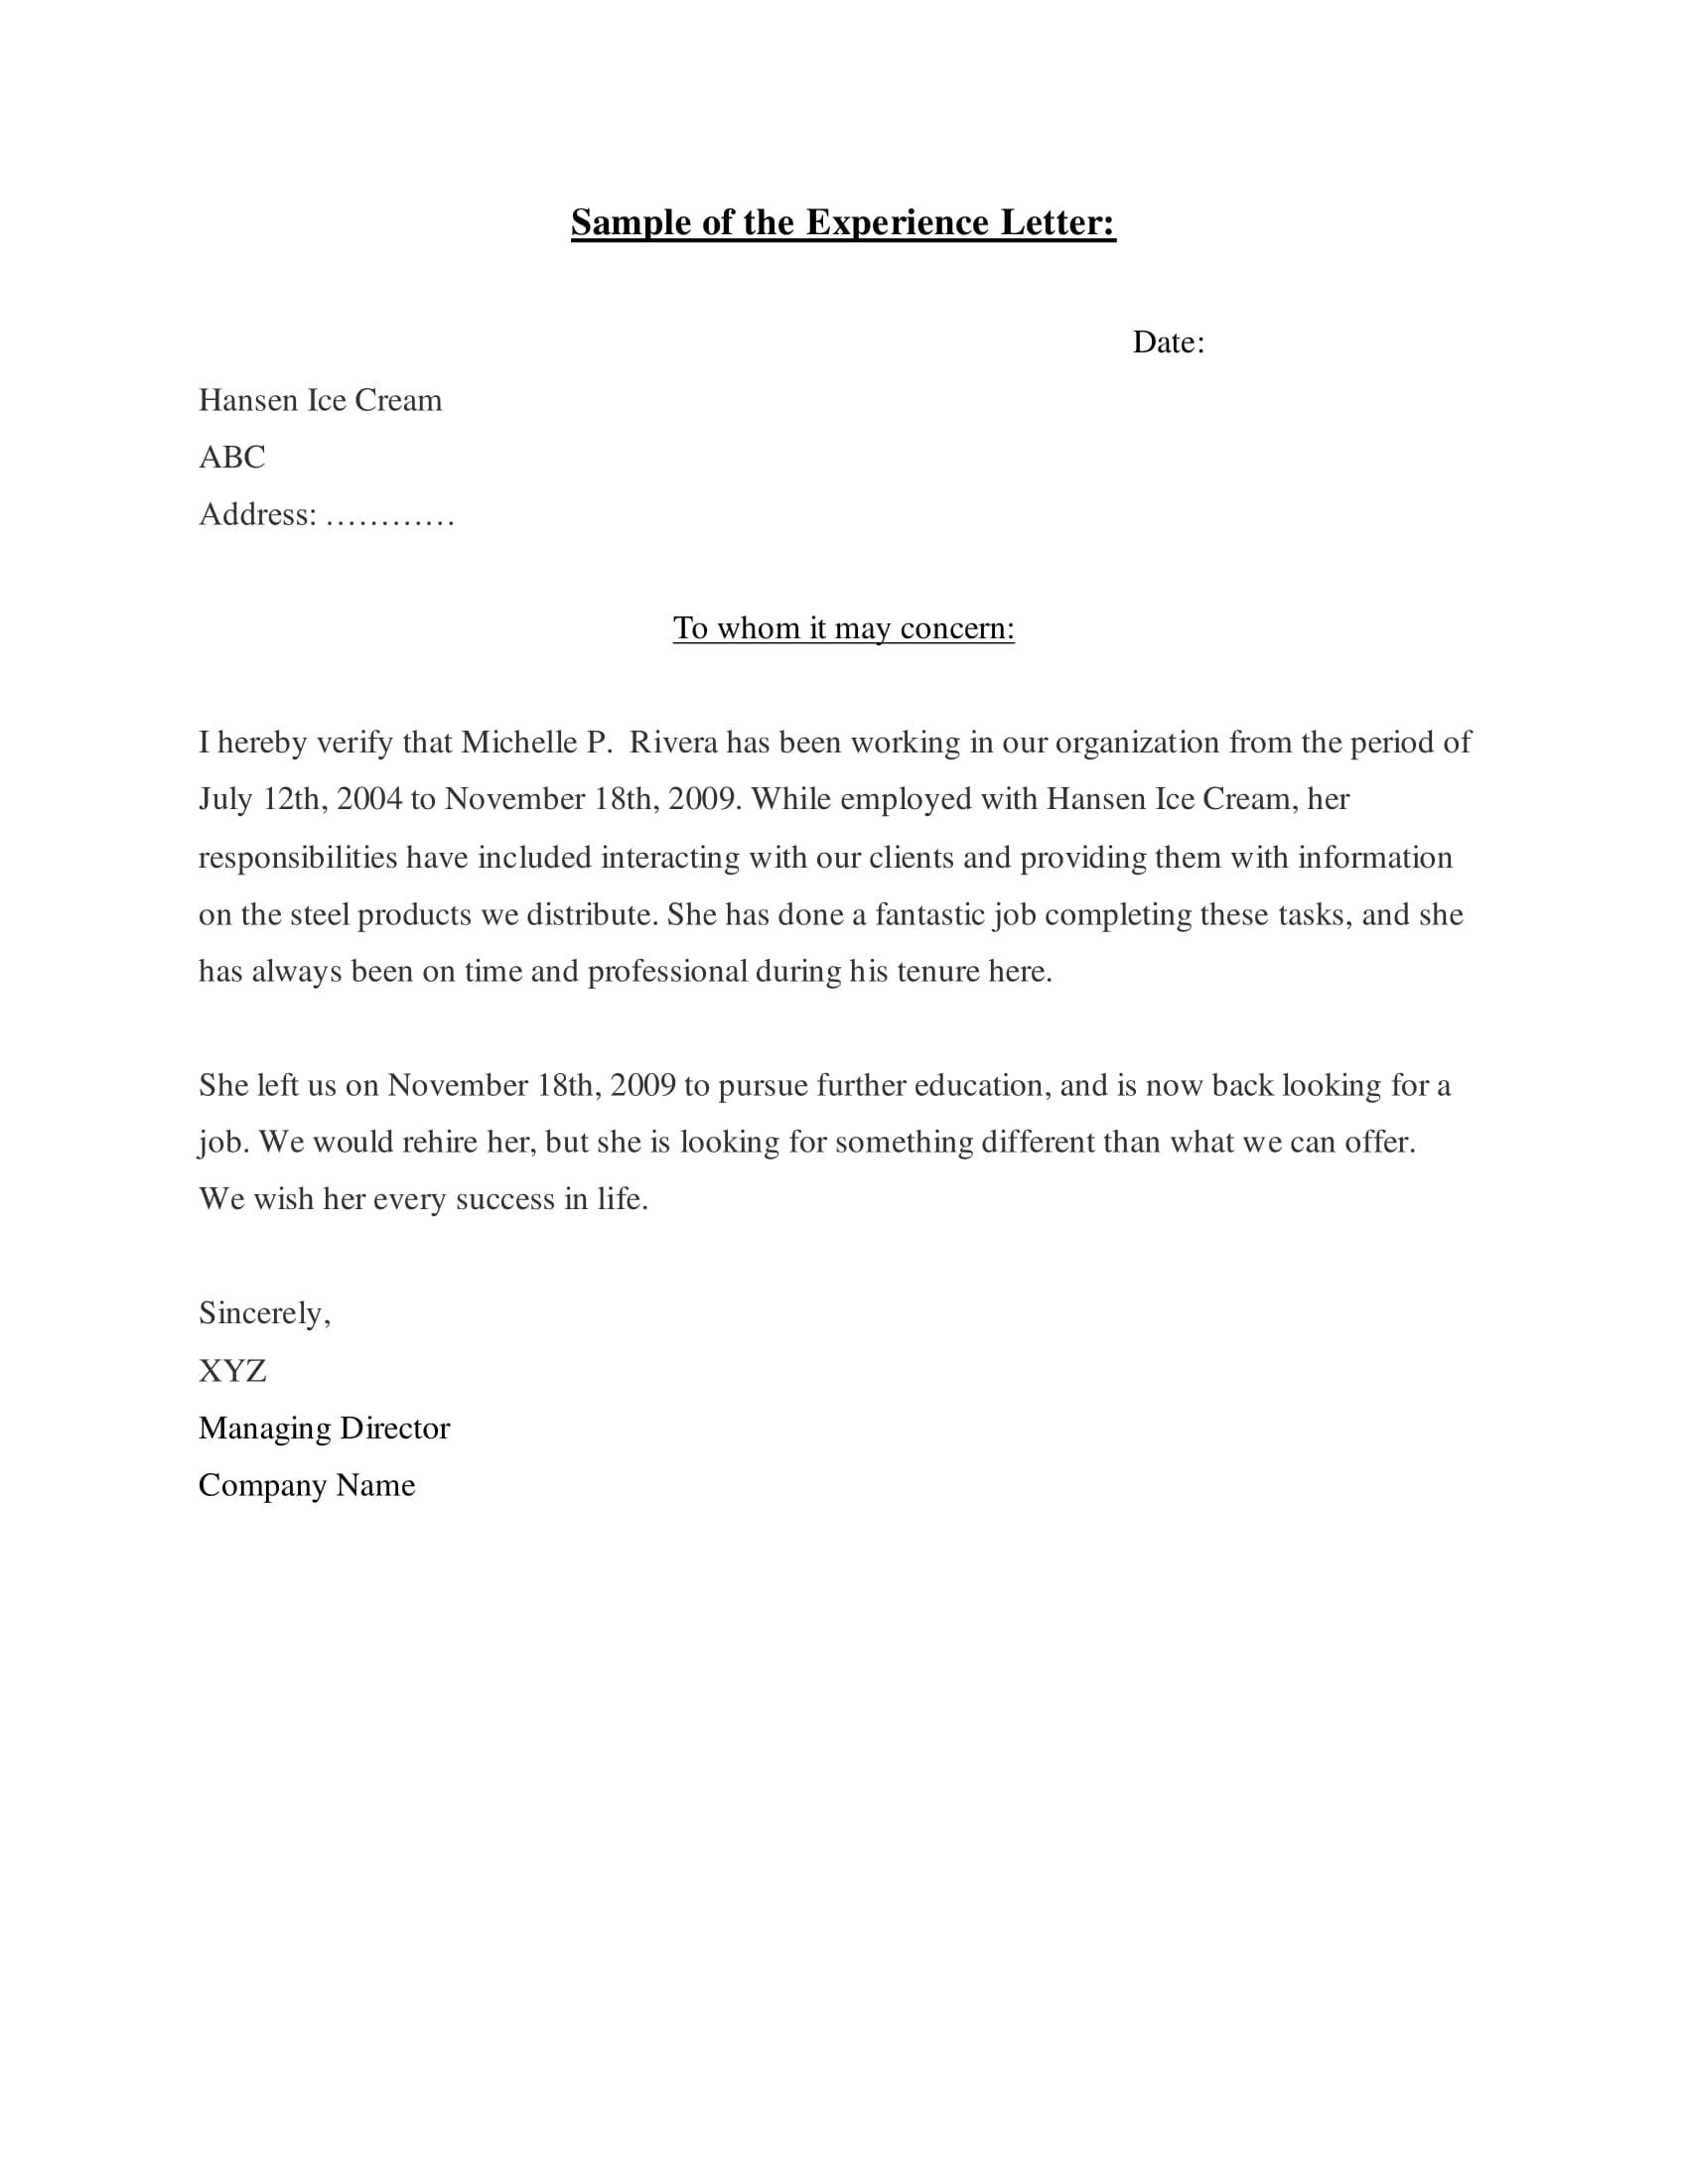 Sample of the Experience Letter:
Date:
Hansen Ice Cream
ABC
Address: …………
To whom it may concern:
I hereby verify that Michelle P.  Rivera has been working in our organization from the period of
July 12th, 2004 to November 18th, 2009. While employed with Hansen Ice Cream, her
responsibilities have included interacting with our clients and providing them with information
on the steel products we distribute. She has done a fantastic job completing these tasks, and she
has always been on time and professional during his tenure here.
She left us on November 18th, 2009 to pursue further education, and is now back looking for a
job. We would rehire her, but she is looking for something different than what we can offer.
We wish her every success in life.
Sincerely,
XYZ
Managing Director
Company Name